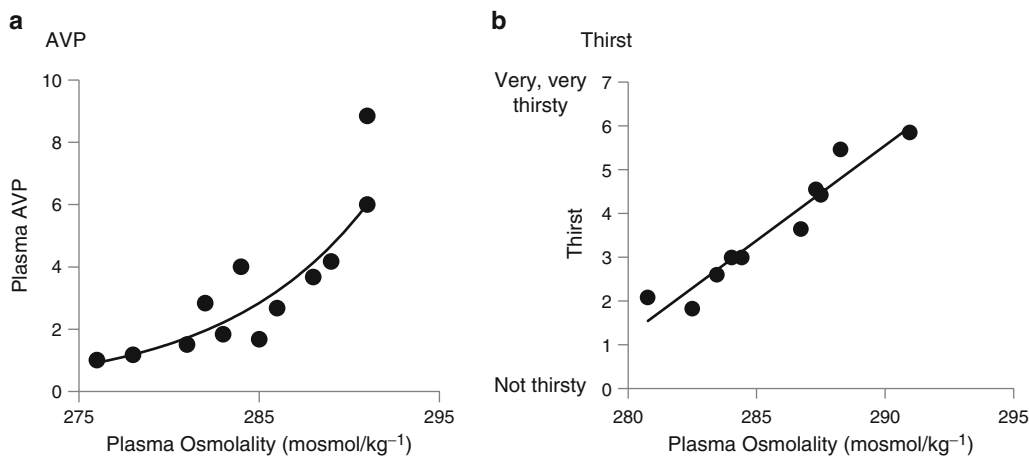 a
AVP
10
8
6
4
2
0
Plasma AVP
275
285
295
Plasma Osmolality (mosmol/kg⁻¹)
b
Thirst
Very, very
thirsty
Not thirsty
7
6
5
4
3
2
1
0
Thirst
280
285
290
295
Plasma Osmolality (mosmol/kg⁻¹)